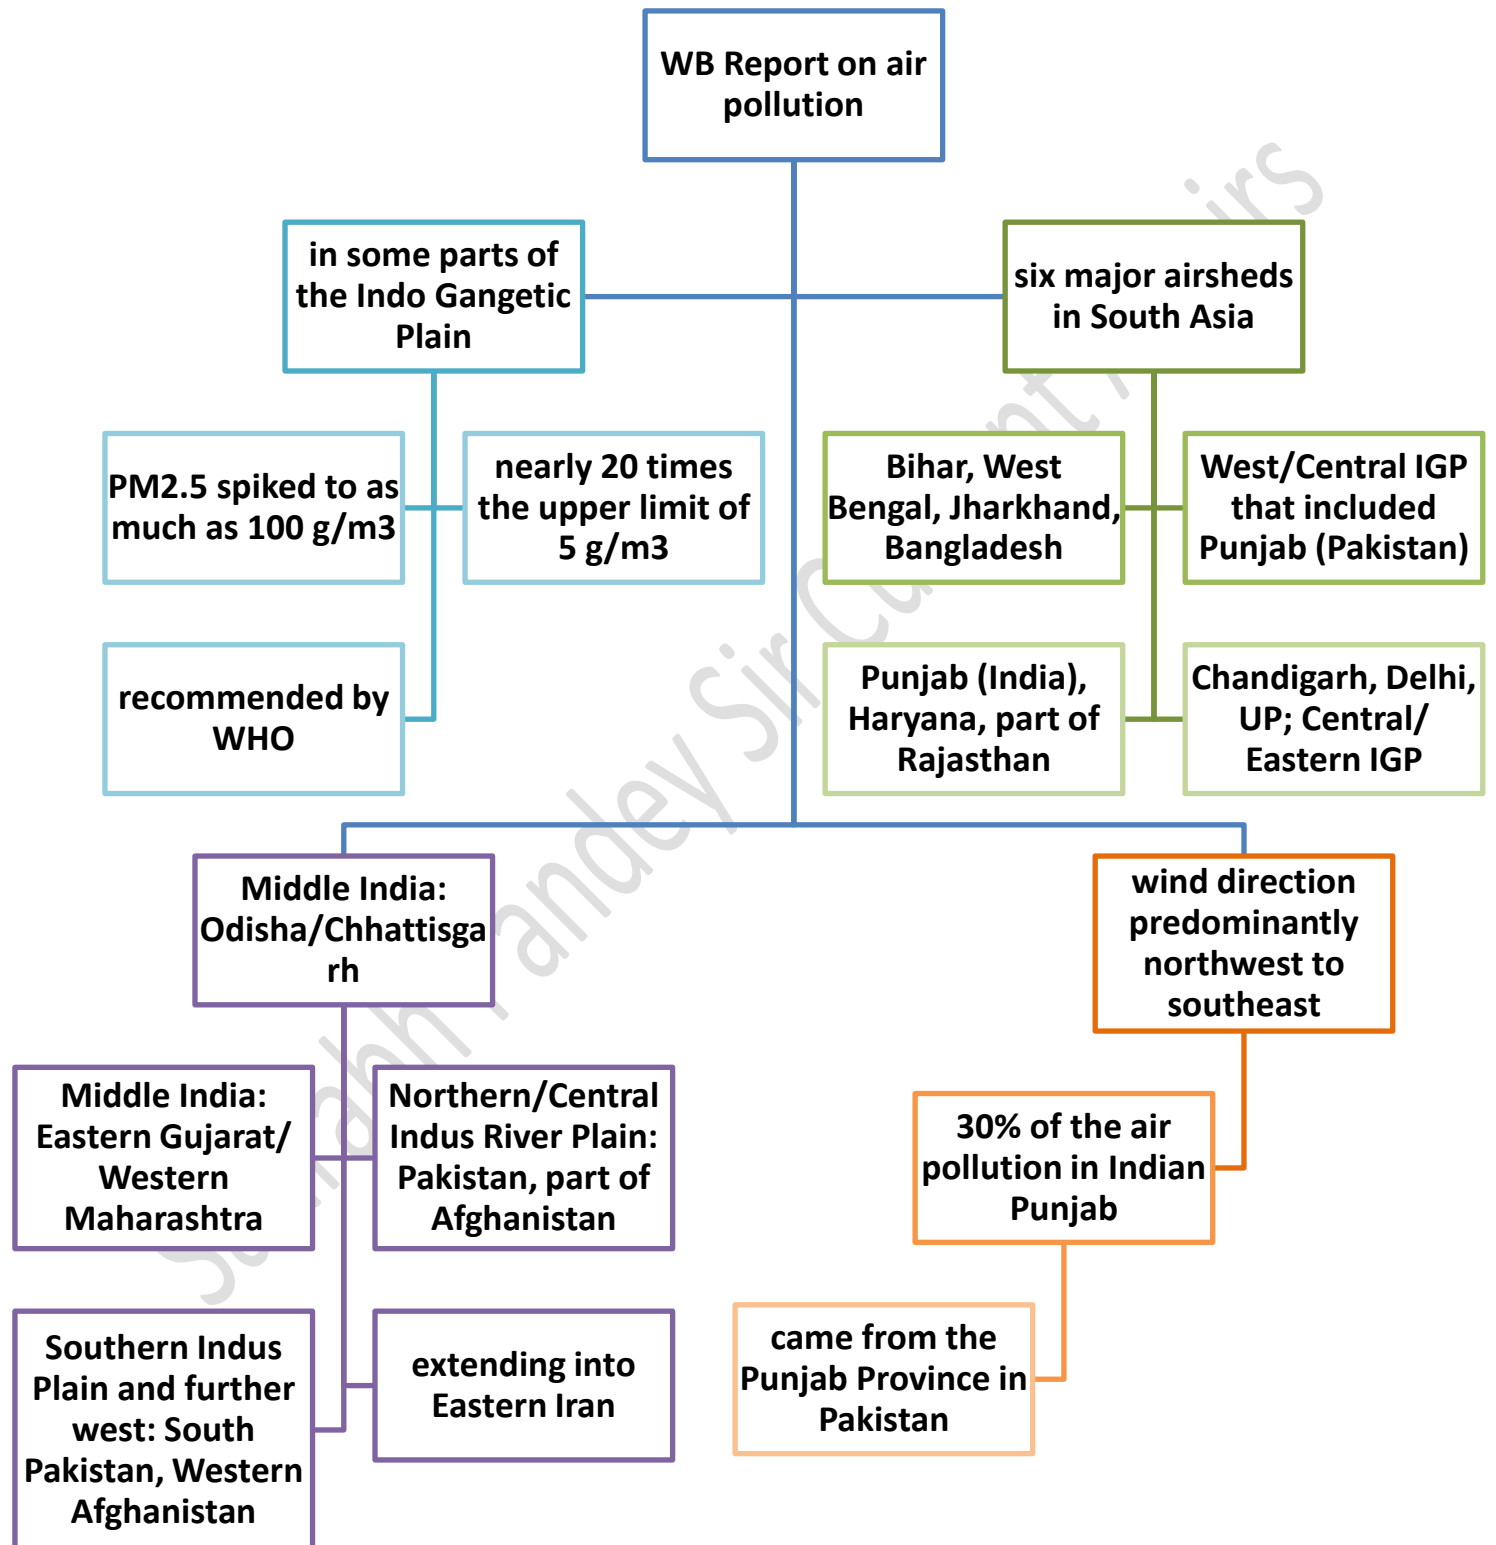 WB Report on air
pollution
in some parts of
the Indo Gangetic
Plain
six major airsheds
in South Asia
PM2.5 spiked to as
much as 100 g/m3
nearly 20 times
the upper limit of
5 g/m3
Bihar, West
Bengal, Jharkhand,
Bangladesh
West/Central IGP
that included
Punjab (Pakistan)
recommended by
WHO
Punjab (India),
Haryana, part of
Rajasthan
Chandigarh, Delhi,
UP; Central/
Eastern IGP
Middle India:
Odisha/Chhattisga
rh
wind direction
predominantly
northwest to
southeast
Middle India:
Eastern Gujarat/
Western
Maharashtra
Northern/Central
Indus River Plain:
Pakistan, part of
Afghanistan
30% of the air
pollution in Indian
Punjab
Southern Indus
Plain and further
west: South
Pakistan, Western
Afghanistan
extending into
Eastern Iran
came from the
Punjab Province in
Pakistan
Pandey Sir